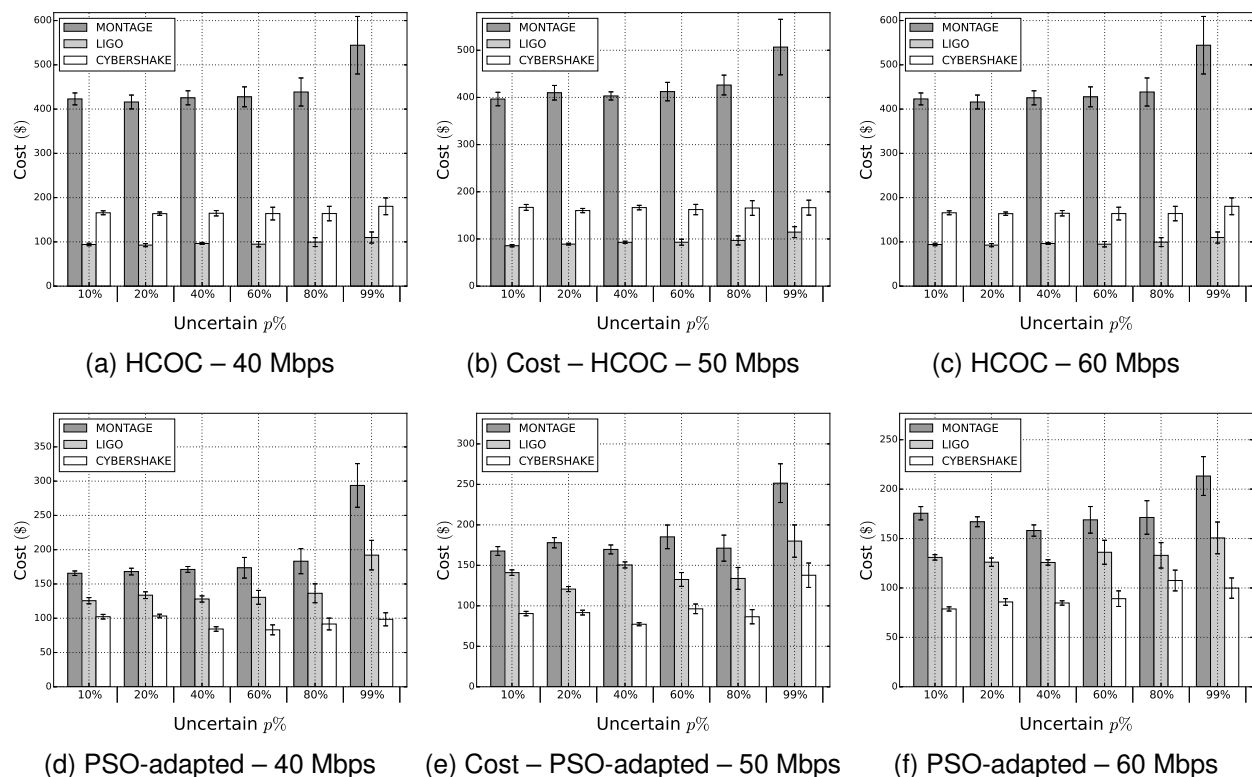 600
500
400
300
200
100
0
Cost ($)
MONTAGE
LIGO
CYBERSHAKE
10% 20% 40% 60% 80% 99%
Uncertain p%
(a) HCOC – 40 Mbps
500
400
300
200
100
0
Cost ($)
MONTAGE
LIGO
CYBERSHAKE
10% 20% 40% 60% 80% 99%
Uncertain p%
(b) Cost – HCOC – 50 Mbps
600
500
400
300
200
100
0
Cost ($)
MONTAGE
LIGO
CYBERSHAKE
10% 20% 40% 60% 80% 99%
Uncertain p%
(c) HCOC – 60 Mbps
350
300
250
200
150
100
50
0
Cost ($)
MONTAGE
LIGO
CYBERSHAKE
10% 20% 40% 60% 80% 99%
Uncertain p%
(d) PSO-adapted – 40 Mbps
300
250
200
150
100
50
0
Cost ($)
MONTAGE
LIGO
CYBERSHAKE
10% 20% 40% 60% 80% 99%
Uncertain p%
(e) Cost – PSO-adapted – 50 Mbps
250
200
150
100
50
0
Cost ($)
MONTAGE
LIGO
CYBERSHAKE
10% 20% 40% 60% 80% 99%
Uncertain p%
(f) PSO-adapted – 60 Mbps